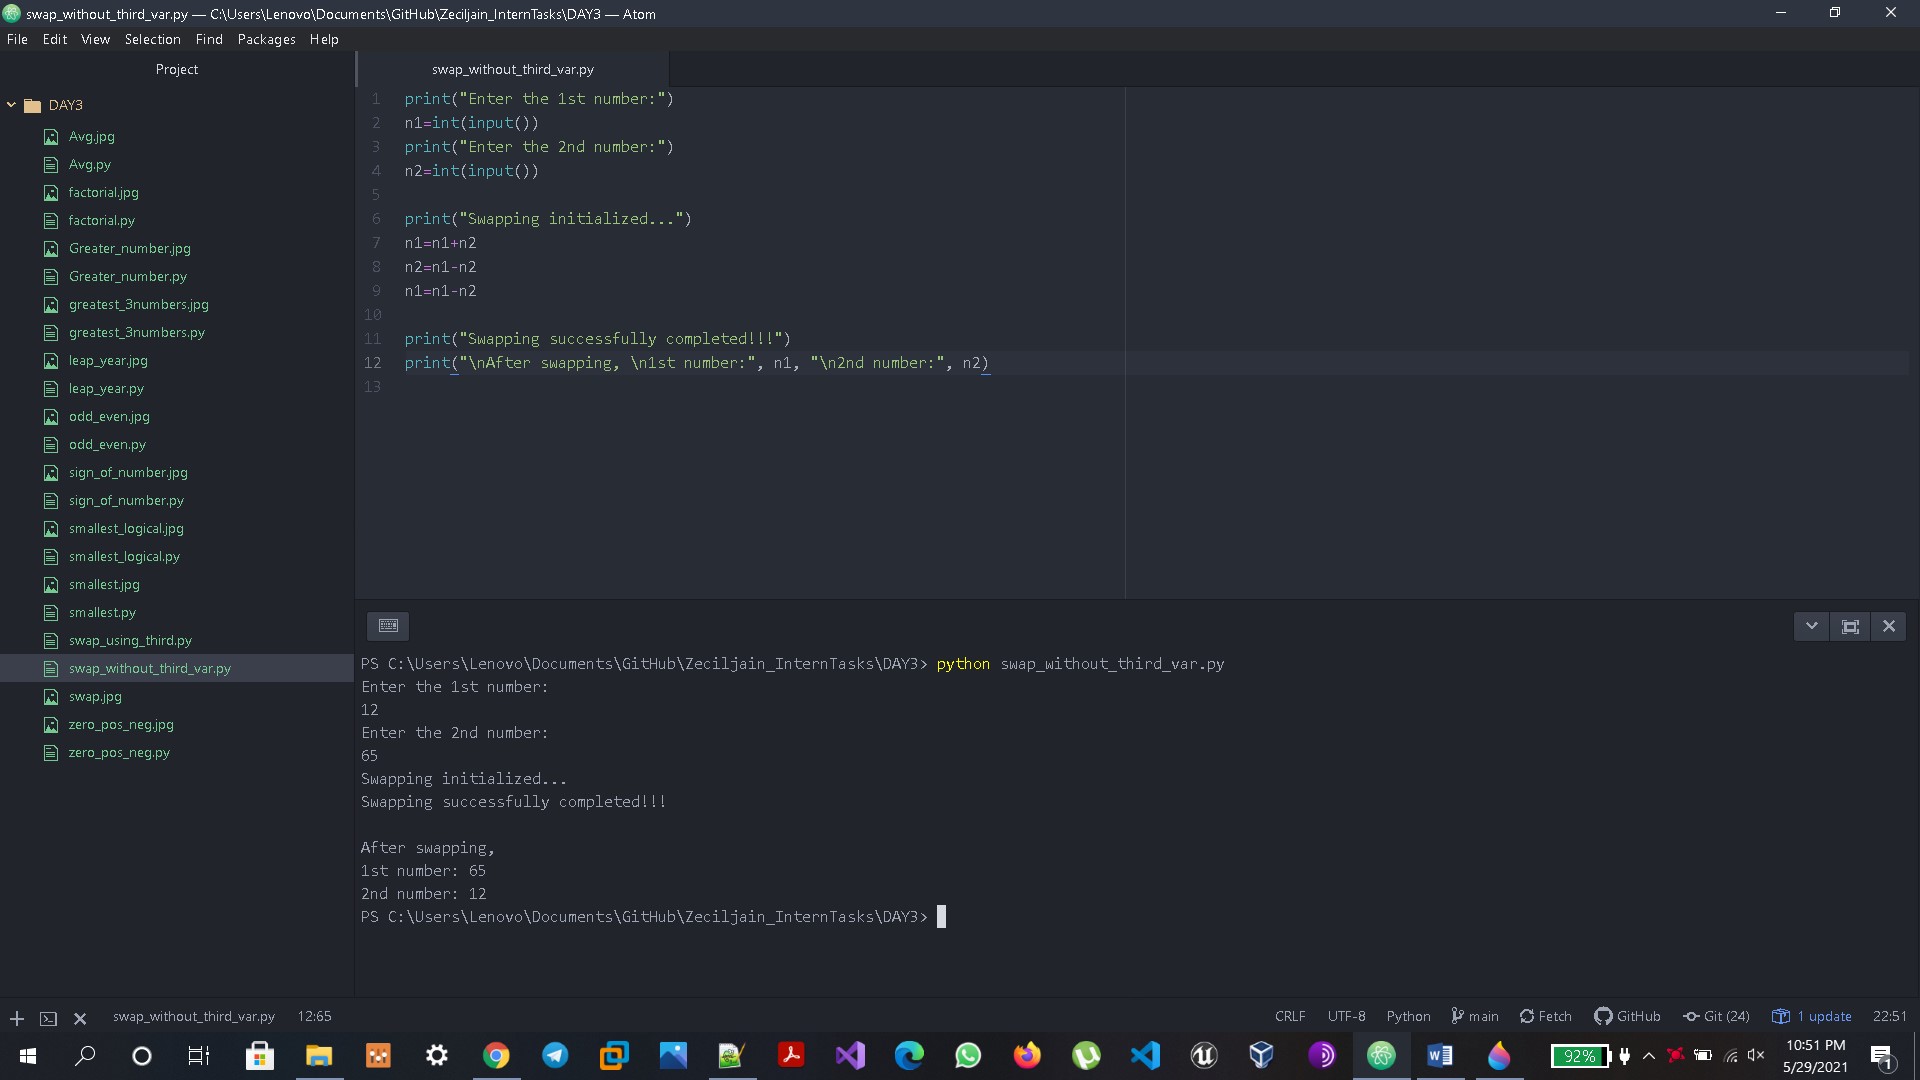 swap_without_third_var.py — C:\Users\Lenovo\Documents\GitHub\Zeciljain_InternTasks\DAY3 — Atom
File Edit View Selection Find Packages Help
Project
DAY3
Avg.jpg
Avg.py
factorial.jpg
factorial.py
Greater_number.jpg
Greater_number.py
greatest_3numbers.jpg
greatest_3numbers.py
leap_year.jpg
leap_year.py
odd_even.jpg
odd_even.py
sign_of_number.jpg
sign_of_number.py
smallest_logical.jpg
smallest_logical.py
smallest.jpg
smallest.py
swap_using_third.py
swap_without_third_var.py
swap.jpg
zero_pos_neg.jpg
zero_pos_neg.py
swap_without_third_var.py
1 print("Enter the 1st number:")
2 n1=int(input())
3 print("Enter the 2nd number:")
4 n2=int(input())
5
6 print("Swapping initialized...")
7 n1=n1+n2
8 n2=n1-n2
9 n1=n1-n2
10
11 print("Swapping successfully completed!!!")
12 print("\nAfter swapping, \n1st number:", n1, "\n2nd number:", n2)
13
PS C:\Users\Lenovo\Documents\GitHub\Zeciljain_InternTasks\DAY3> python swap_without_third_var.py
Enter the 1st number:
12
Enter the 2nd number:
65
Swapping initialized...
Swapping successfully completed!!!
After swapping,
1st number: 65
2nd number: 12
PS C:\Users\Lenovo\Documents\GitHub\Zeciljain_InternTasks\DAY3>
swap_without_third_var.py 12:65 CRLF UTF-8 Python main Fetch GitHub Git (24) 1 update 22:51
92% 10:51 PM
5/29/2021
1